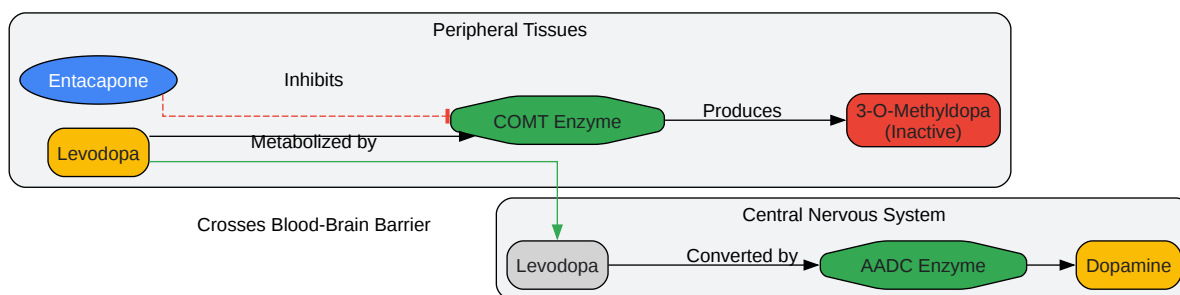 Peripheral Tissues
Entacapone
Inhibits
COMT Enzyme
Produces
3-O-Methyldopa
(Inactive)
Levodopa
Metabolized by
Crosses Blood-Brain Barrier
Central Nervous System
Levodopa
Converted by
AADC Enzyme
Dopamine